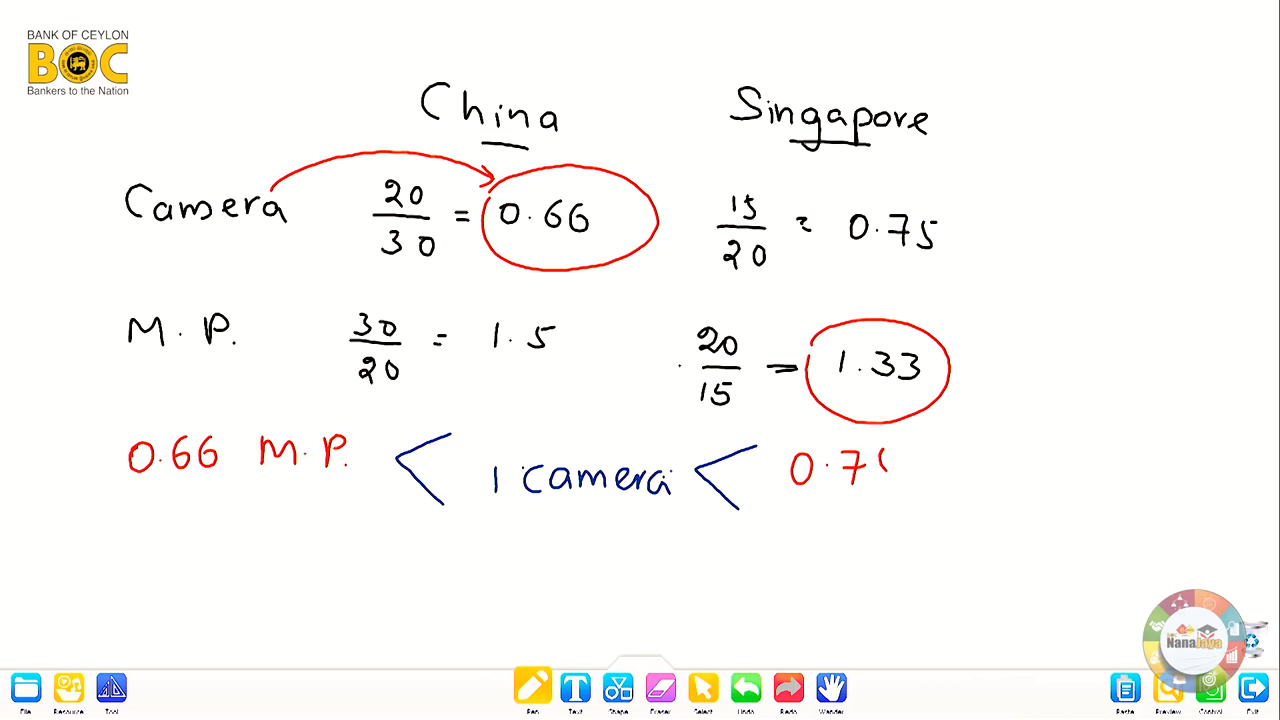 BANK OF CEYLON
BOC
Bankers to the Nation
China Singapore
Camera 20/30 = 0.66 15/20 = 0.75
M.P. 30/20 = 1.5 20/15 = 1.33
0.66 M.P. < 1 camera < 0.7
NanaJaya
File Resource Tool Pen Text Shape Eraser Select Undo Redo Wander Paste Preview Control Exit